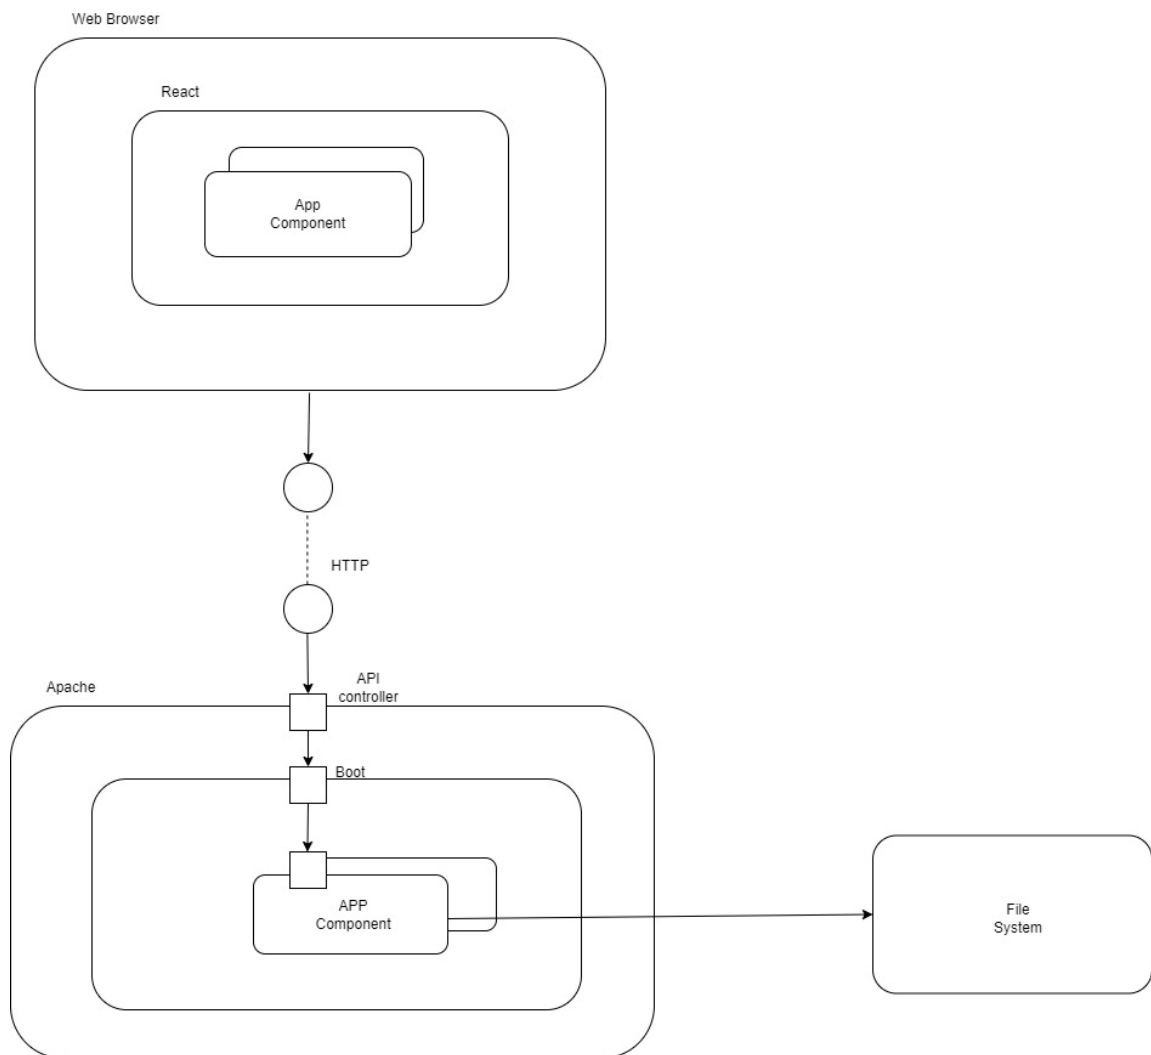 Web Browser
React
App
Component
HTTP
API
controller
Apache
Boot
APP
Component
File
System